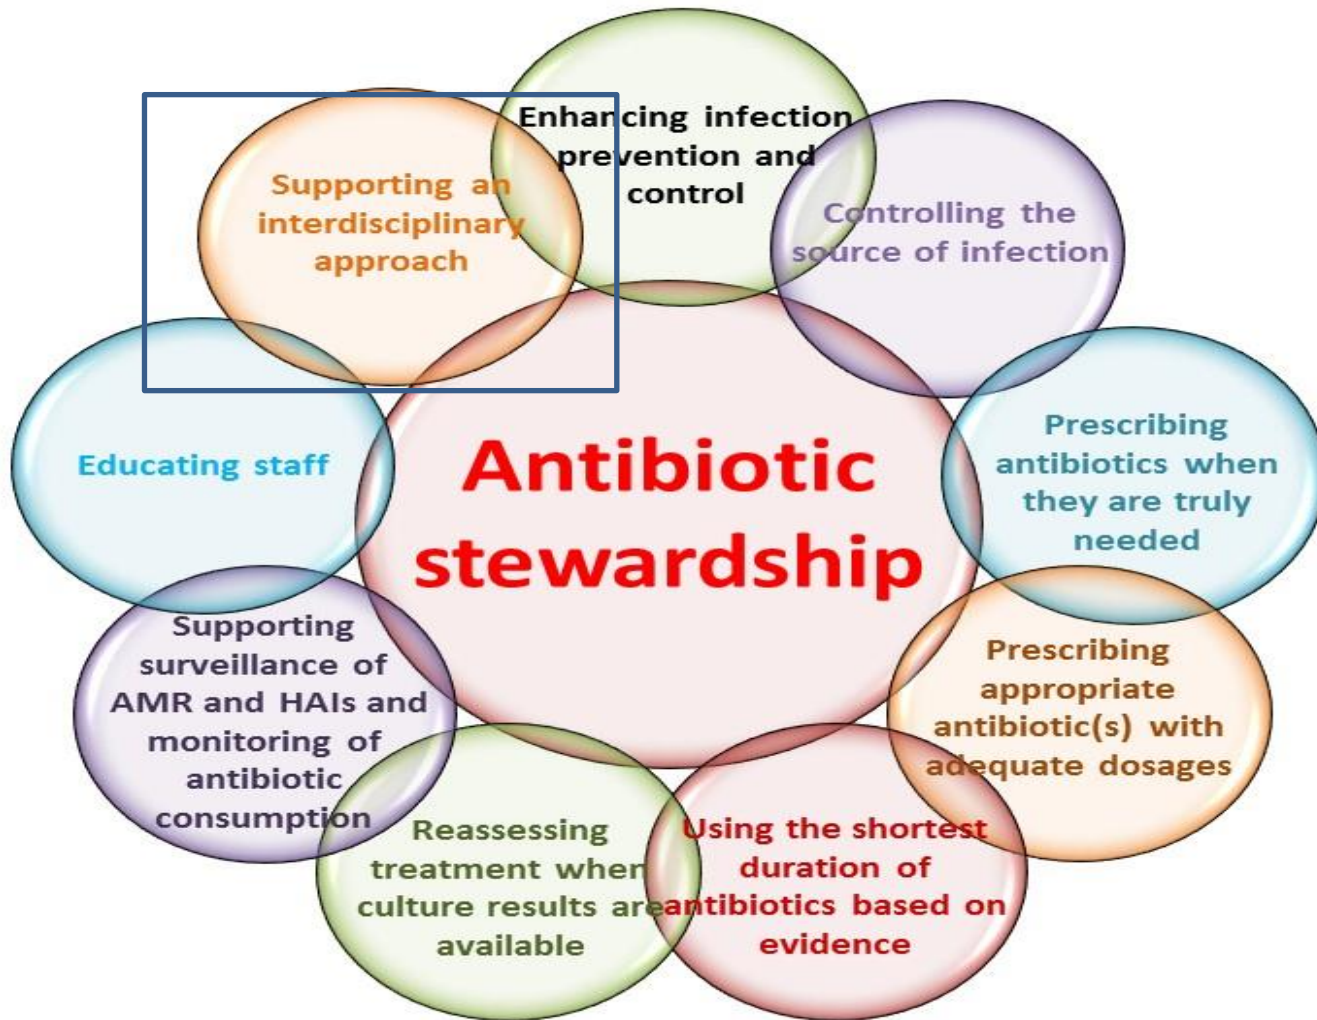 Enhancing infection
prevention and
control
Controlling the
source of infection
Prescribing
antibiotics when
they are truly
needed
Prescribing
appropriate
antibiotic(s) with
adequate dosages
Using the shortest
duration of
antibiotics based on
evidence
Reassessing
treatment when
culture results are
available
Supporting
surveillance of
AMR and HAIs and
monitoring of
antibiotic
consumption
Educating staff
Supporting an
interdisciplinary
approach
Antibiotic
stewardship